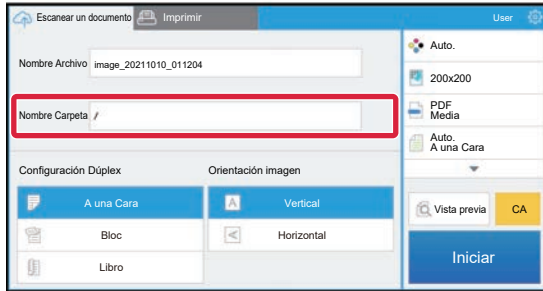 Escanear un documento
Imprimir
User
Nombre Archivo
image_20211010_011204
Nombre Carpeta
/
Configuración Dúplex
Orientación imagen
A una Cara
A
Vertical
Bloc
A
Horizontal
Libro
Auto.
200x200
PDF
Media
Auto.
A una Cara
Vista previa
CA
Iniciar